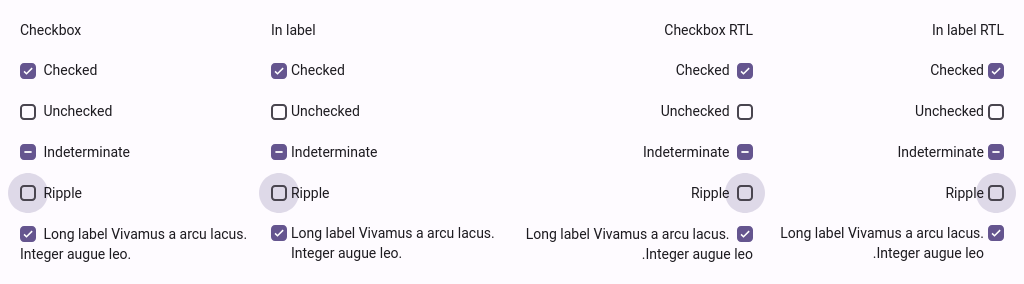 Checkbox
Checked
Unchecked
Indeterminate
Ripple
Long label Vivamus a arcu lacus.
Integer augue leo.
In label
Checked
Unchecked
Indeterminate
Ripple
Long label Vivamus a arcu lacus.
Integer augue leo.
Checkbox RTL
Checked
Unchecked
Indeterminate
Ripple
Long label Vivamus a arcu lacus.
.Integer augue leo
In label RTL
Checked
Unchecked
Indeterminate
Ripple
Long label Vivamus a arcu lacus.
.Integer augue leo